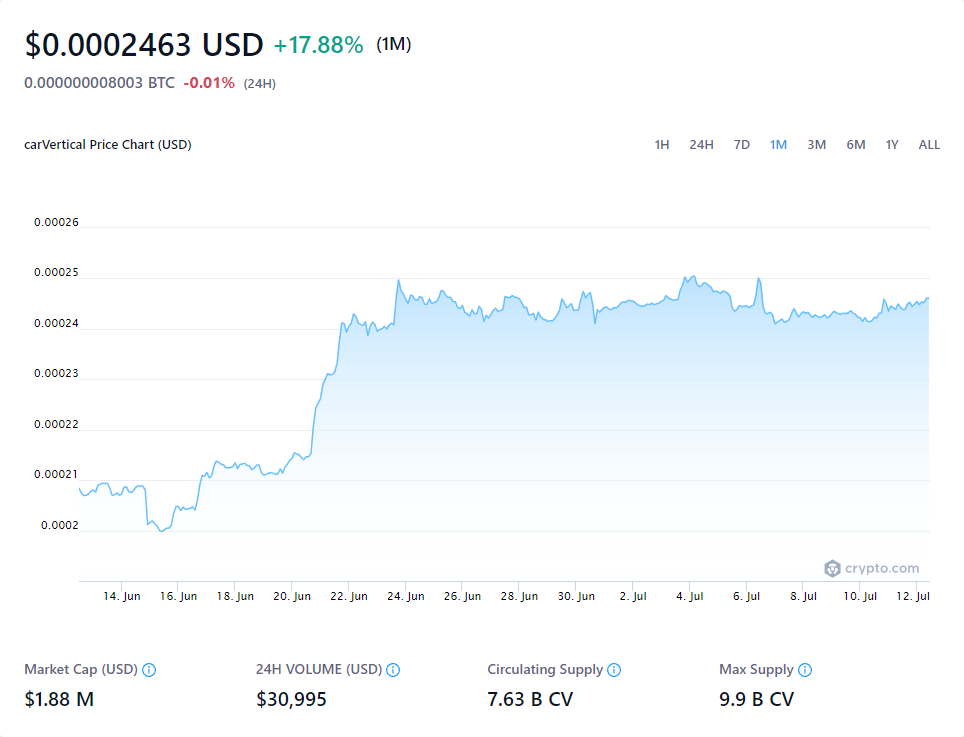 $0.0002463 USD +17.88% (1M)
0.000000008003 BTC -0.01% (24H)
carVertical Price Chart (USD) 1H 24H 7D 1M 3M 6M 1Y ALL
0.00026
0.00025
0.00024
0.00023
0.00022
0.00021
0.0002
crypto.com
14. Jun 16. Jun 18. Jun 20. Jun 22. Jun 24. Jun 26. Jun 28. Jun 30. Jun 2. Jul 4. Jul 6. Jul 8. Jul 10. Jul 12. Jul
Market Cap (USD) 24H VOLUME (USD) Circulating Supply Max Supply
$1.88 M $30,995 7.63 B CV 9.9 B CV